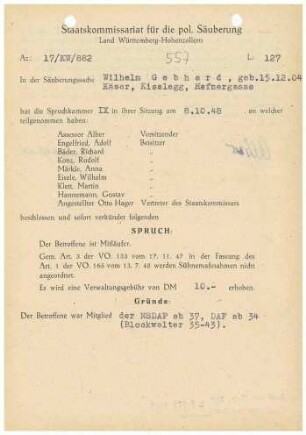 Staatskommissariat für die pol. Säuberung
Land Württemberg-Hohenzollern
Az: 17/KW/882 557 L: 127
In der Säuberungssache Wilhelm Gebhard, geb.15.12.04
Käser, Kisslegg, Hefnergasse
hat die Spruchkammer IX in ihrer Sitzung am 8.10.48 an welcher
teilgenommen haben:
Assessor Alker Vorsitzender
Engelfried, Adolf Beisitzer
Bäder, Richard "
Konz, Rudolf "
Märkle, Anna "
Eisele, Wilhelm "
Klett, Martin "
Hannemann, Gustav "
Angestellter Otto Hager Vertreter des Staatskommissars
beschlossen und sofort verkündet folgenden
SPRUCH:
Der Betroffene ist Mitläufer.
Gem. Art. 3 der VO. 133 vom 17. 11. 47 in der Fassung des
Art. 1 der VO. 165 vom 13. 7. 48 werden Sühnemaßnahmen nicht
angeordnet.
Es wird eine Verwaltungsgebühr von DM 10.- erhoben.
Gründe:
Der Betroffene war Mitglied der NSDAP ab 37, DAF ab 34
(Blockwalter 35-43).